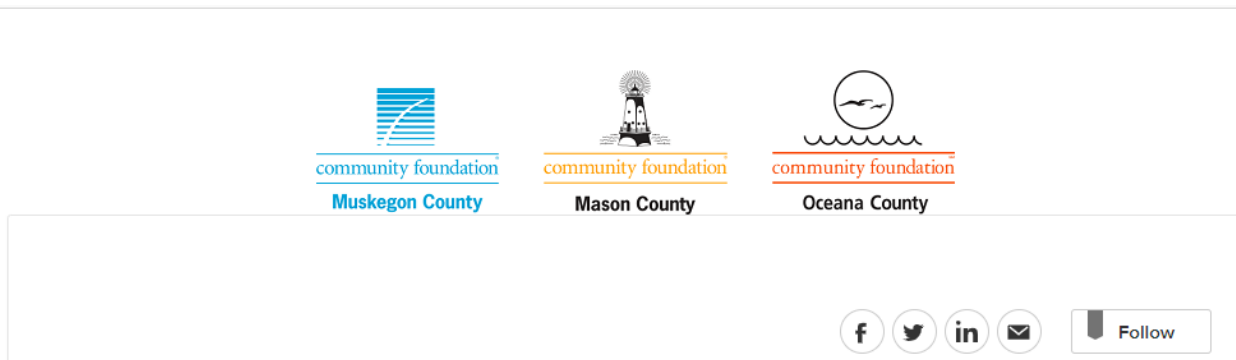 community foundation
Muskegon County
community foundation
Mason County
community foundation
Oceana County
Follow